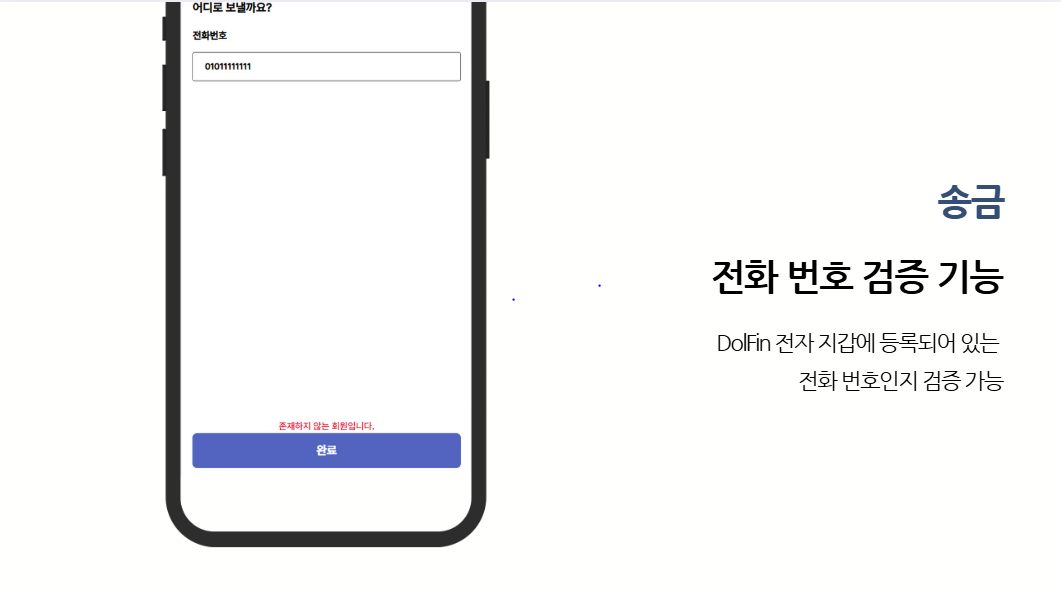 어디로 보낼까요?
전화번호
01011111111
존재하지 않는 회원입니다.
완료
송금
전화 번호 검증 기능
DolFin 전자 지갑에 등록되어 있는
전화 번호인지 검증 가능